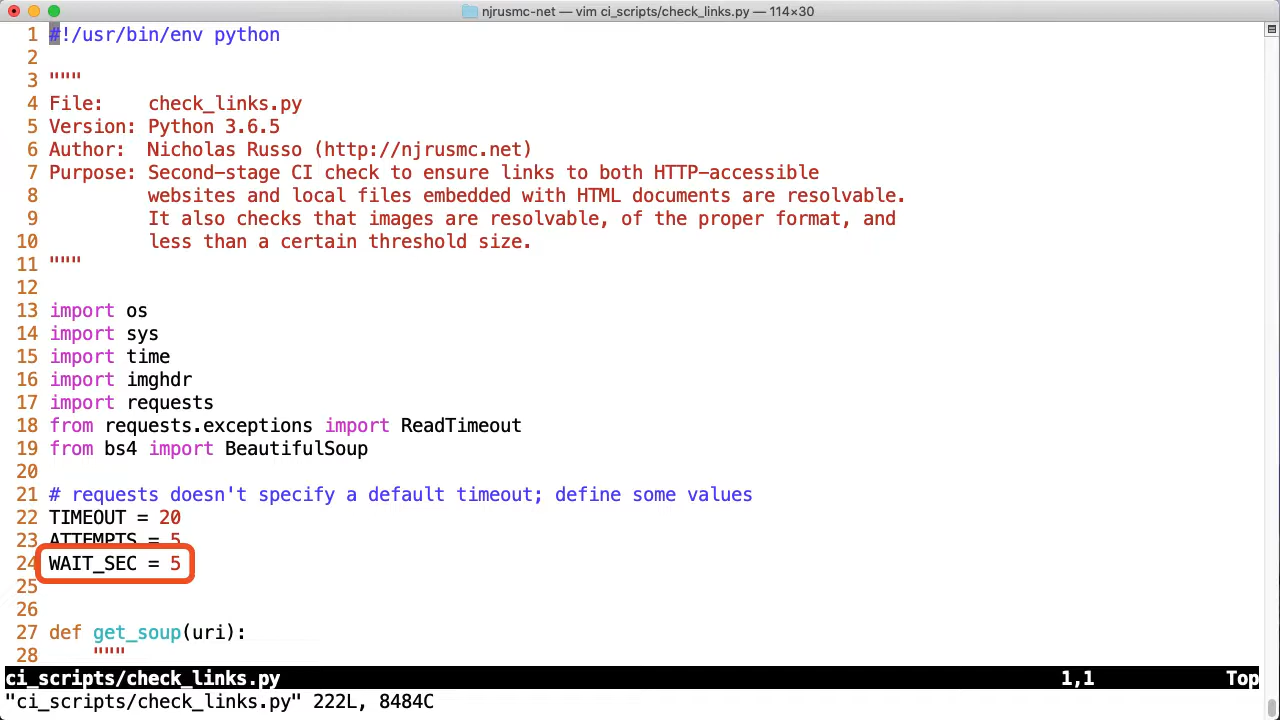 njrusmc-net — vim ci_scripts/check_links.py — 114×30
1 #!/usr/bin/env python
2
3 """
4 File:    check_links.py
5 Version: Python 3.6.5
6 Author:  Nicholas Russo (http://njrusmc.net)
7 Purpose: Second-stage CI check to ensure links to both HTTP-accessible
8          websites and local files embedded with HTML documents are resolvable.
9          It also checks that images are resolvable, of the proper format, and
10          less than a certain threshold size.
11 """
12
13 import os
14 import sys
15 import time
16 import imghdr
17 import requests
18 from requests.exceptions import ReadTimeout
19 from bs4 import BeautifulSoup
20
21 # requests doesn't specify a default timeout; define some values
22 TIMEOUT = 20
23 ATTEMPTS = 5
24 WAIT_SEC = 5
25
26
27 def get_soup(uri):
28     """
ci_scripts/check_links.py 1,1 Top
"ci_scripts/check_links.py" 222L, 8484C